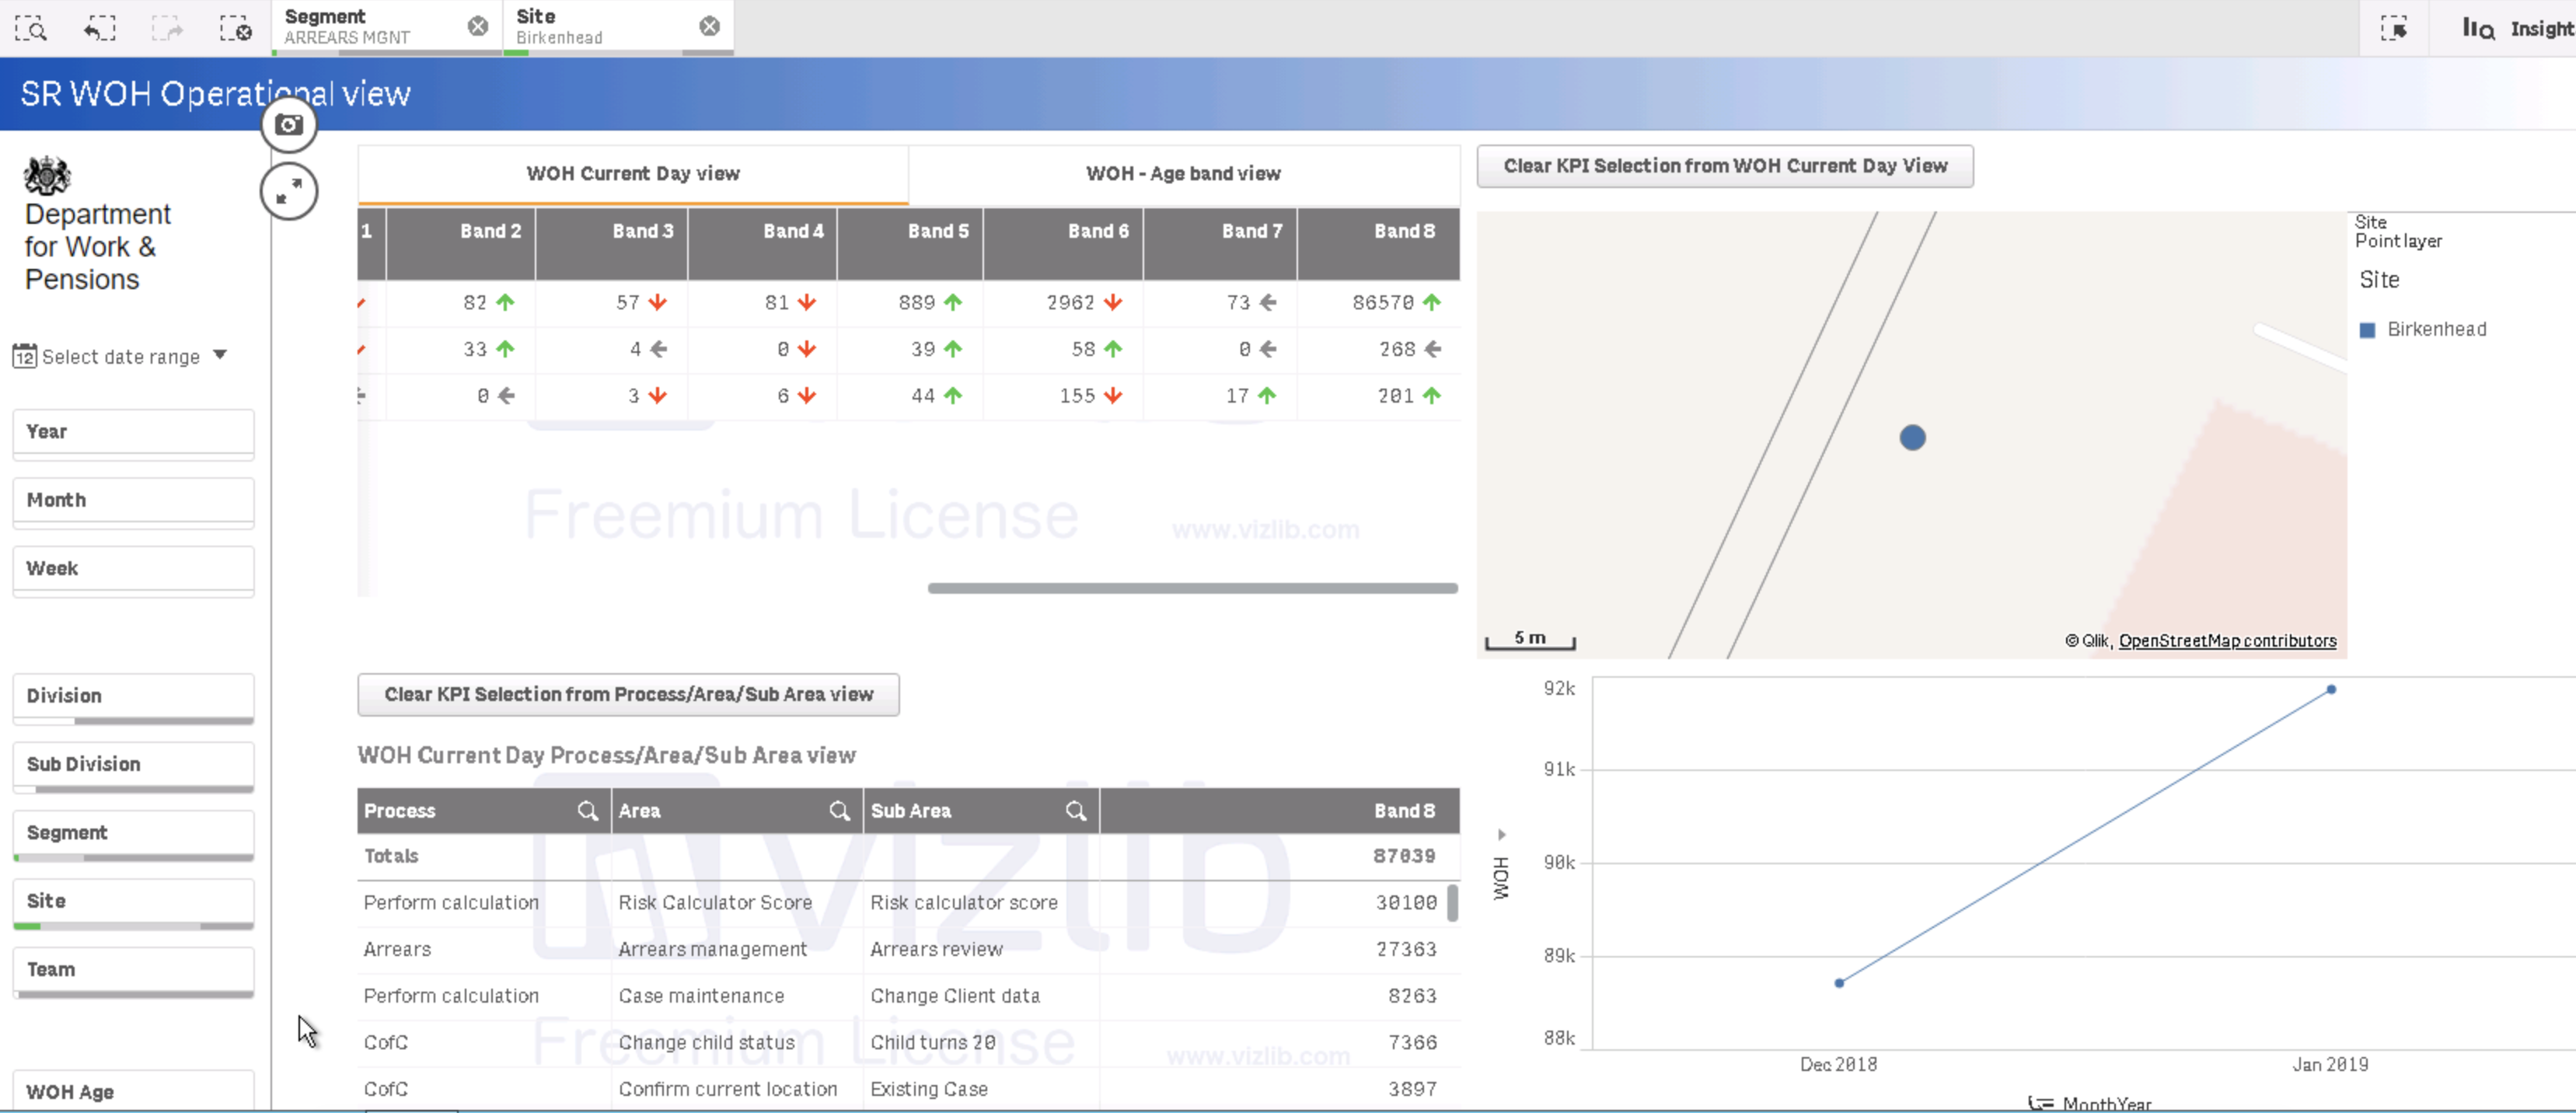 Segment
ARREARS MGNT
Site
Birkenhead
Insight
SR WOH Operational view
Department
for Work &
Pensions
12 Select date range
Year
Month
Week
Division
Sub Division
Segment
Site
Team
WOH Age
WOH Current Day view
WOH - Age band view
1 Band 2 Band 3 Band 4 Band 5 Band 6 Band 7 Band 8
82 57 81 889 2962 73 86570
33 4 0 39 58 0 268
0 3 6 44 155 17 201
Freemium License www.vizlib.com
Clear KPI Selection from WOH Current Day View
Site
Point layer
Site
Birkenhead
5 m
© Qlik, OpenStreetMap contributors
Clear KPI Selection from Process/Area/Sub Area view
WOH Current Day Process/Area/Sub Area view
Process Area Sub Area Band 8
Totals 87039
Perform calculation Risk Calculator Score Risk calculator score 30100
Arrears Arrears management Arrears review 27363
Perform calculation Case maintenance Change Client data 8263
CofC Change child status Child turns 20 7366
CofC Confirm current location Existing Case 3897
vizlib
Freemium License www.vizlib.com
92k
91k
90k
89k
88k
WOH
Dec 2018 Jan 2019
MonthYear